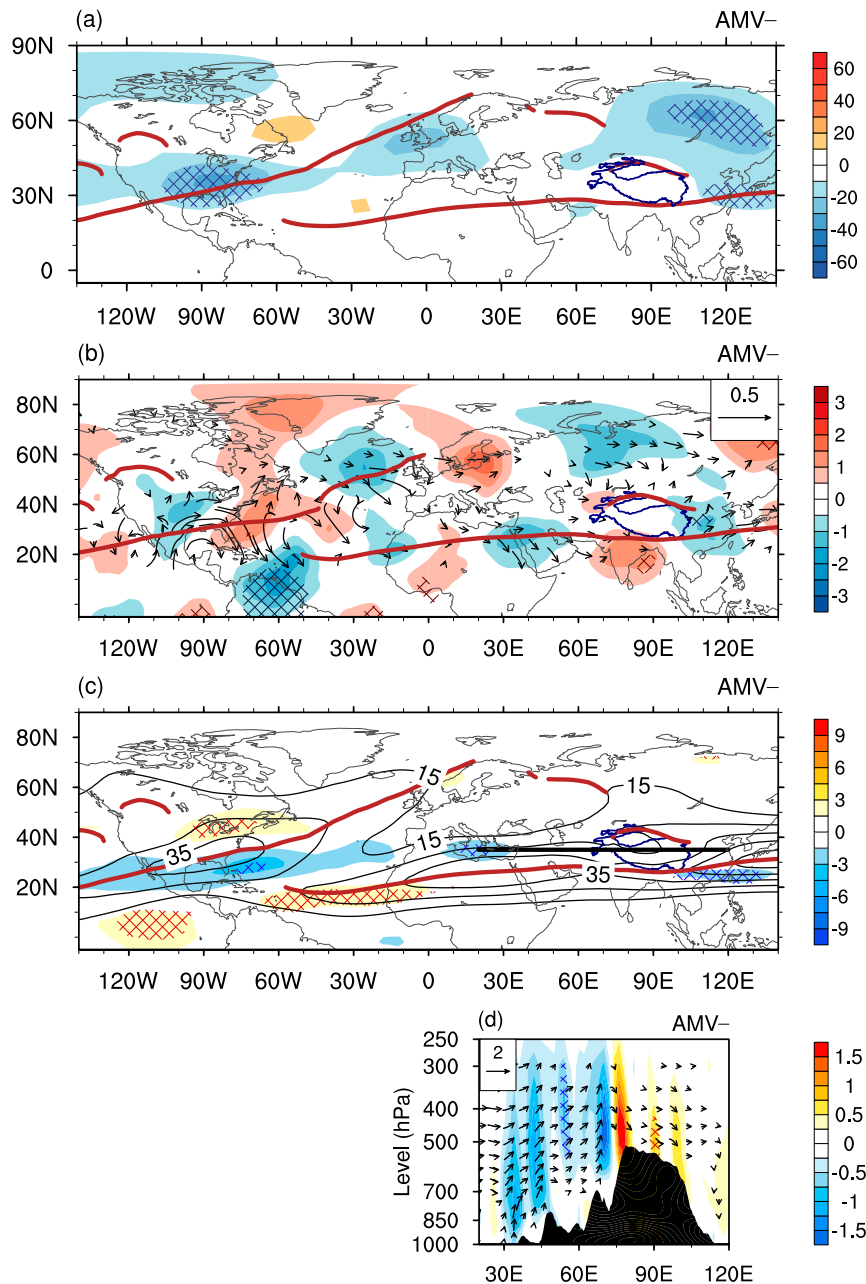 (a) AMV−
90N
60N
30N
0
120W 90W 60W 30W 0 30E 60E 90E 120E
60
40
20
0
-20
-40
-60
(b) AMV−
0.5
80N
60N
40N
20N
120W 90W 60W 30W 0 30E 60E 90E 120E
3
2
1
0
-1
-2
-3
(c) AMV−
80N
60N
40N
20N
15
15
15
35
35
120W 90W 60W 30W 0 30E 60E 90E 120E
9
6
3
0
-3
-6
-9
(d) AMV−
2
Level (hPa)
250
300
400
500
700
850
1000
30E 60E 90E 120E
1.5
1
0.5
0
-0.5
-1
-1.5